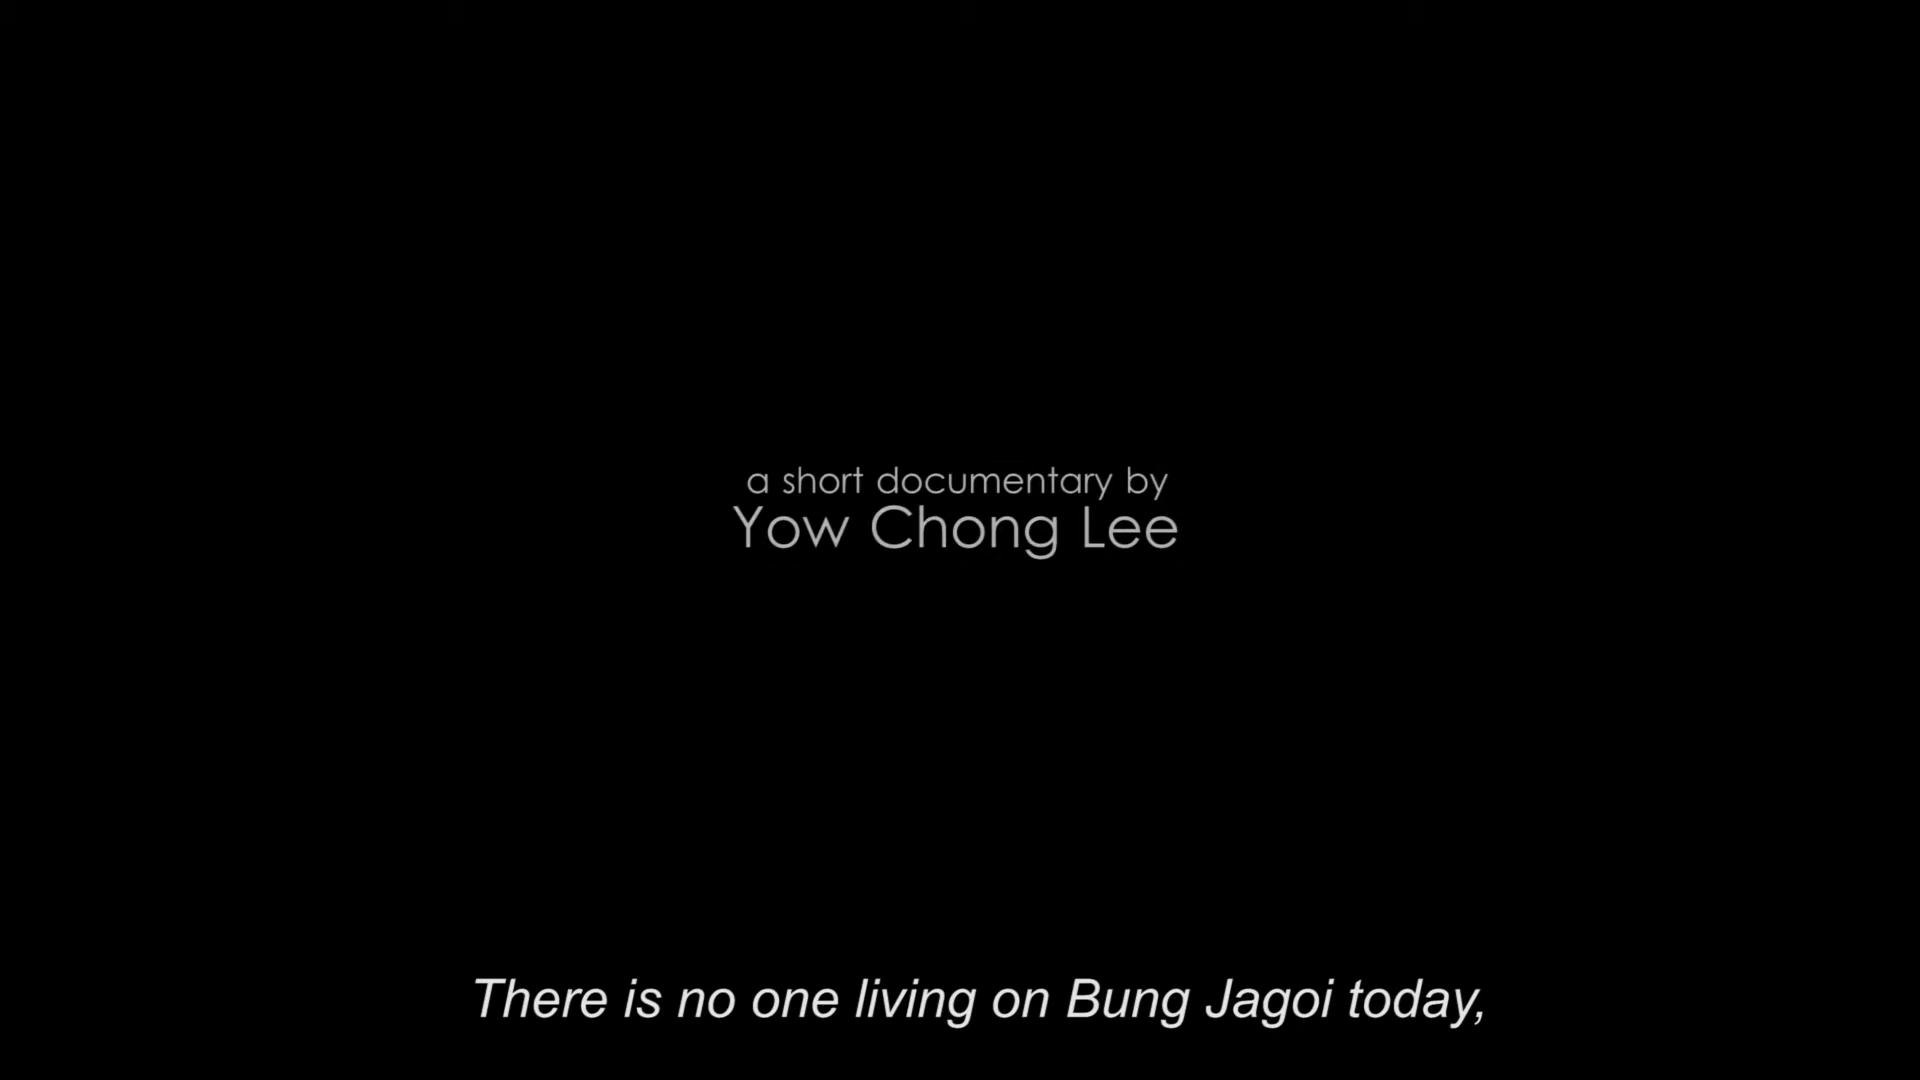 a short documentary by
Yow Chong Lee
There is no one living on Bung Jagoi today,